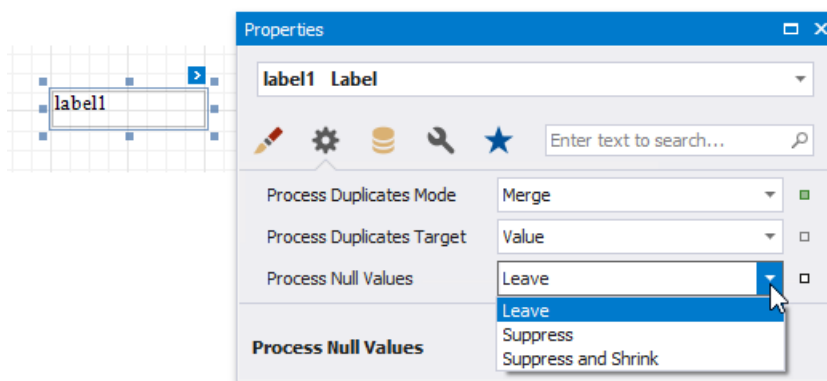 Properties
label1 Label
label1
Enter text to search...
Process Duplicates Mode Merge
Process Duplicates Target Value
Process Null Values Leave
Leave
Suppress
Process Null Values
Suppress and Shrink